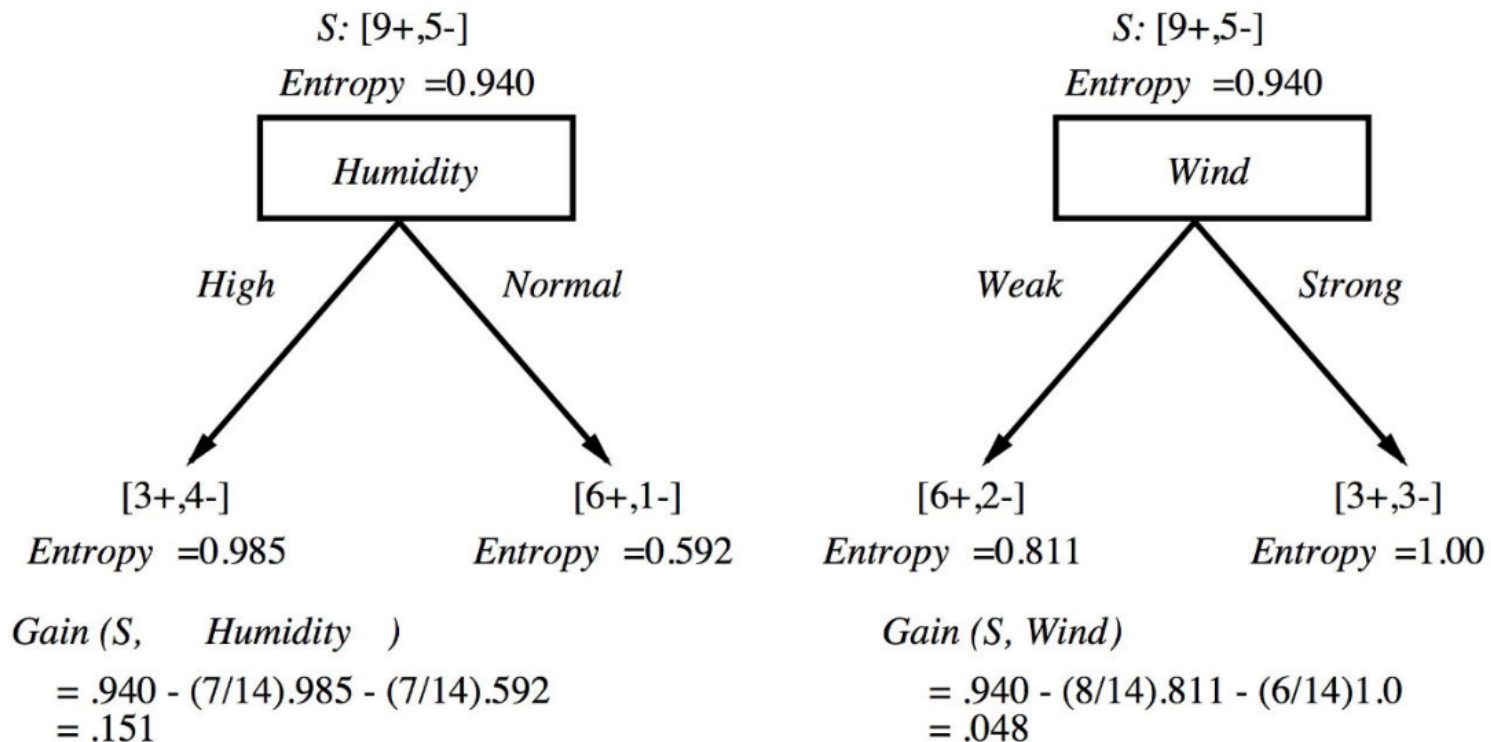 S: [9+,5-]
Entropy =0.940
Humidity
High
Normal
[3+,4-]
Entropy =0.985
[6+,1-]
Entropy =0.592
Gain (S, Humidity )
= .940 - (7/14).985 - (7/14).592
= .151
S: [9+,5-]
Entropy =0.940
Wind
Weak
Strong
[6+,2-]
Entropy =0.811
[3+,3-]
Entropy =1.00
Gain (S, Wind)
= .940 - (8/14).811 - (6/14)1.0
= .048